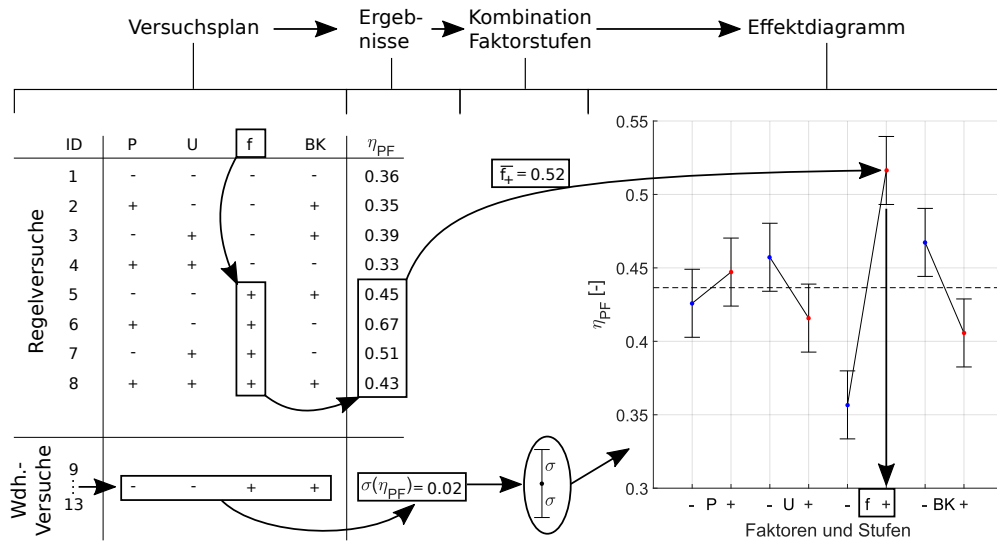 Versuchsplan
Ergeb-
nisse
Kombination
Faktorstufen
Effektdiagramm
Regelversuche
ID P U f BK η_PF
1 - - - - 0.36
2 + - - + 0.35
3 - + - + 0.39
4 + + - - 0.33
5 - - + + 0.45
6 + - + - 0.67
7 - + + - 0.51
8 + + + + 0.43
Wdh.-
Versuche
9
⋮
13
- - + +
σ(η_PF)=0.02
σ
σ
f̅₊=0.52
η_PF [-]
0.55
0.5
0.45
0.4
0.35
0.3
- P + - U + - f + - BK +
Faktoren und Stufen